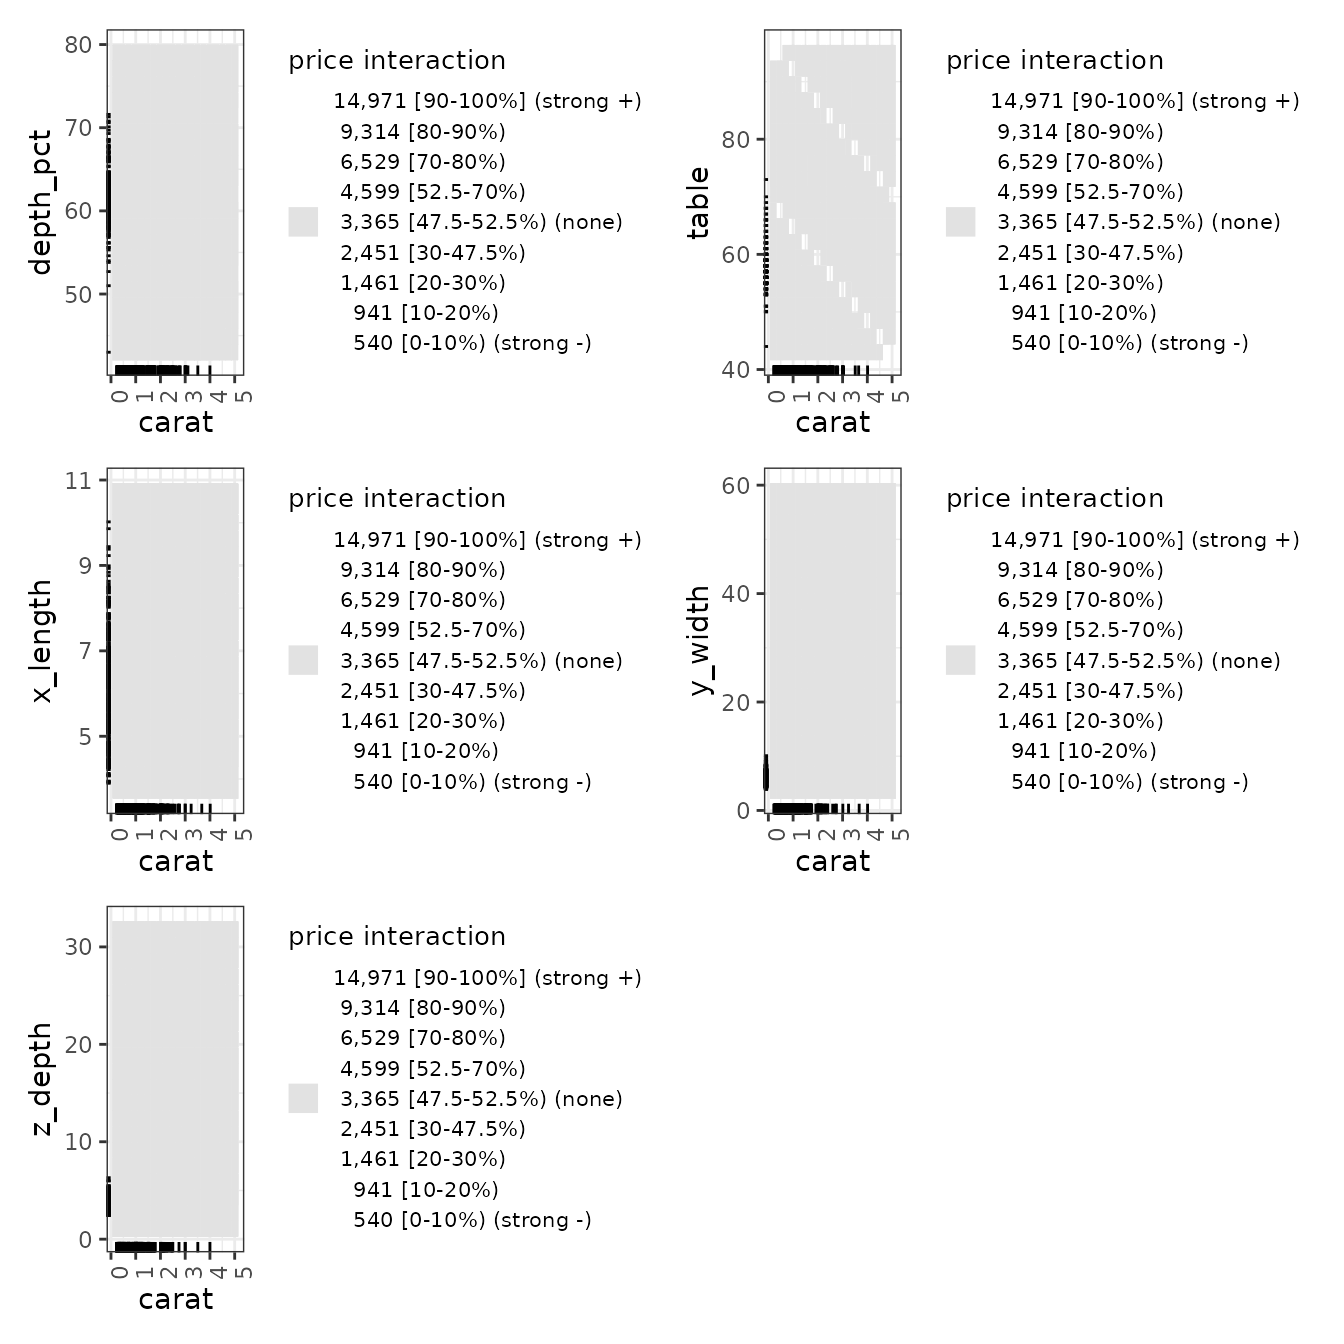 price interaction
14,971 [90-100%] (strong +)
9,314 [80-90%)
6,529 [70-80%)
4,599 [52.5-70%)
3,365 [47.5-52.5%) (none)
2,451 [30-47.5%)
1,461 [20-30%)
941 [10-20%)
540 [0-10%) (strong -)
depth_pct
80
70
60
50
0 1 2 3 4 5
carat
price interaction
14,971 [90-100%] (strong +)
9,314 [80-90%)
6,529 [70-80%)
4,599 [52.5-70%)
3,365 [47.5-52.5%) (none)
2,451 [30-47.5%)
1,461 [20-30%)
941 [10-20%)
540 [0-10%) (strong -)
table
80
60
40
0 1 2 3 4 5
carat
price interaction
14,971 [90-100%] (strong +)
9,314 [80-90%)
6,529 [70-80%)
4,599 [52.5-70%)
3,365 [47.5-52.5%) (none)
2,451 [30-47.5%)
1,461 [20-30%)
941 [10-20%)
540 [0-10%) (strong -)
x_length
11
9
7
5
0 1 2 3 4 5
carat
price interaction
14,971 [90-100%] (strong +)
9,314 [80-90%)
6,529 [70-80%)
4,599 [52.5-70%)
3,365 [47.5-52.5%) (none)
2,451 [30-47.5%)
1,461 [20-30%)
941 [10-20%)
540 [0-10%) (strong -)
y_width
60
40
20
0
0 1 2 3 4 5
carat
price interaction
14,971 [90-100%] (strong +)
9,314 [80-90%)
6,529 [70-80%)
4,599 [52.5-70%)
3,365 [47.5-52.5%) (none)
2,451 [30-47.5%)
1,461 [20-30%)
941 [10-20%)
540 [0-10%) (strong -)
z_depth
30
20
10
0
0 1 2 3 4 5
carat